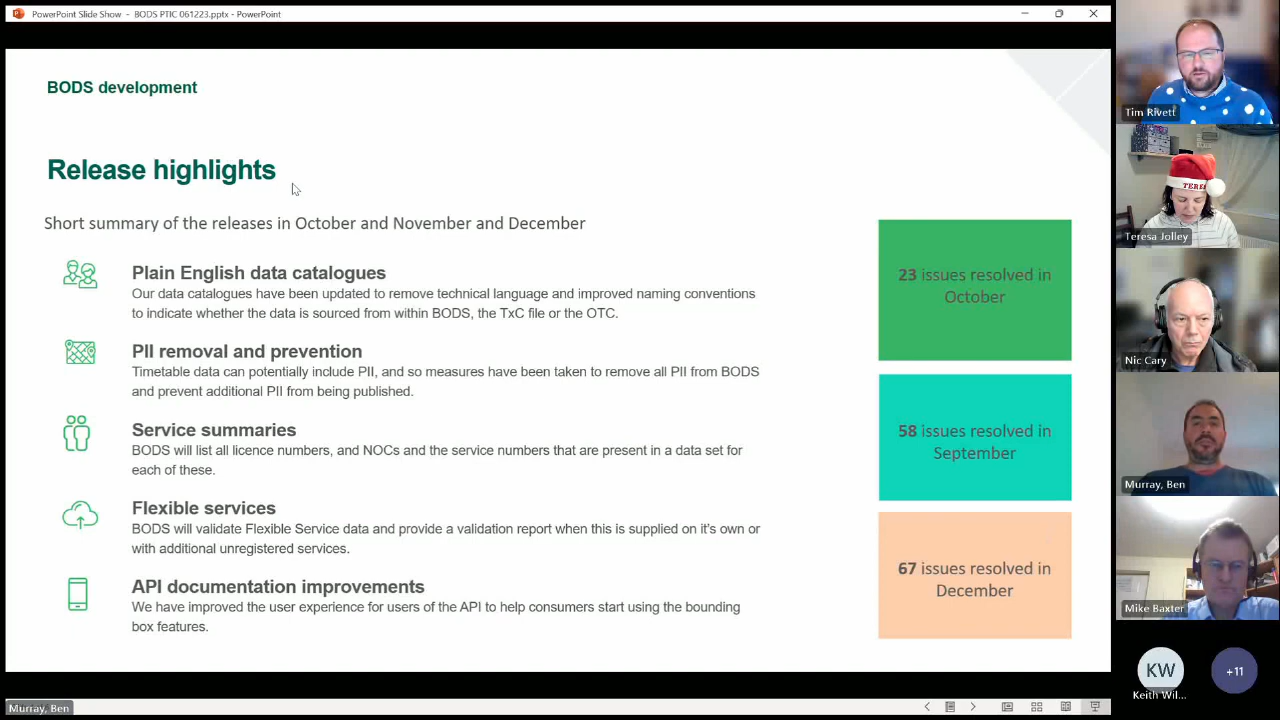 PowerPoint Slide Show - BODS PTIC 061223.pptx - PowerPoint
BODS development
Release highlights
Short summary of the releases in October and November and December
Plain English data catalogues
Our data catalogues have been updated to remove technical language and improved naming conventions
to indicate whether the data is sourced from within BODS, the TxC file or the OTC.
PII removal and prevention
Timetable data can potentially include PII, and so measures have been taken to remove all PII from BODS
and prevent additional PII from being published.
Service summaries
BODS will list all licence numbers, and NOCs and the service numbers that are present in a data set for
each of these.
Flexible services
BODS will validate Flexible Service data and provide a validation report when this is supplied on it's own or
with additional unregistered services.
API documentation improvements
We have improved the user experience for users of the API to help consumers start using the bounding
box features.
23 issues resolved in
October
58 issues resolved in
September
67 issues resolved in
December
Murray, Ben
Tim Rivett
TERES
Teresa Jolley
Nic Cary
Murray, Ben
Mike Baxter
KW
Keith Wil...
+11